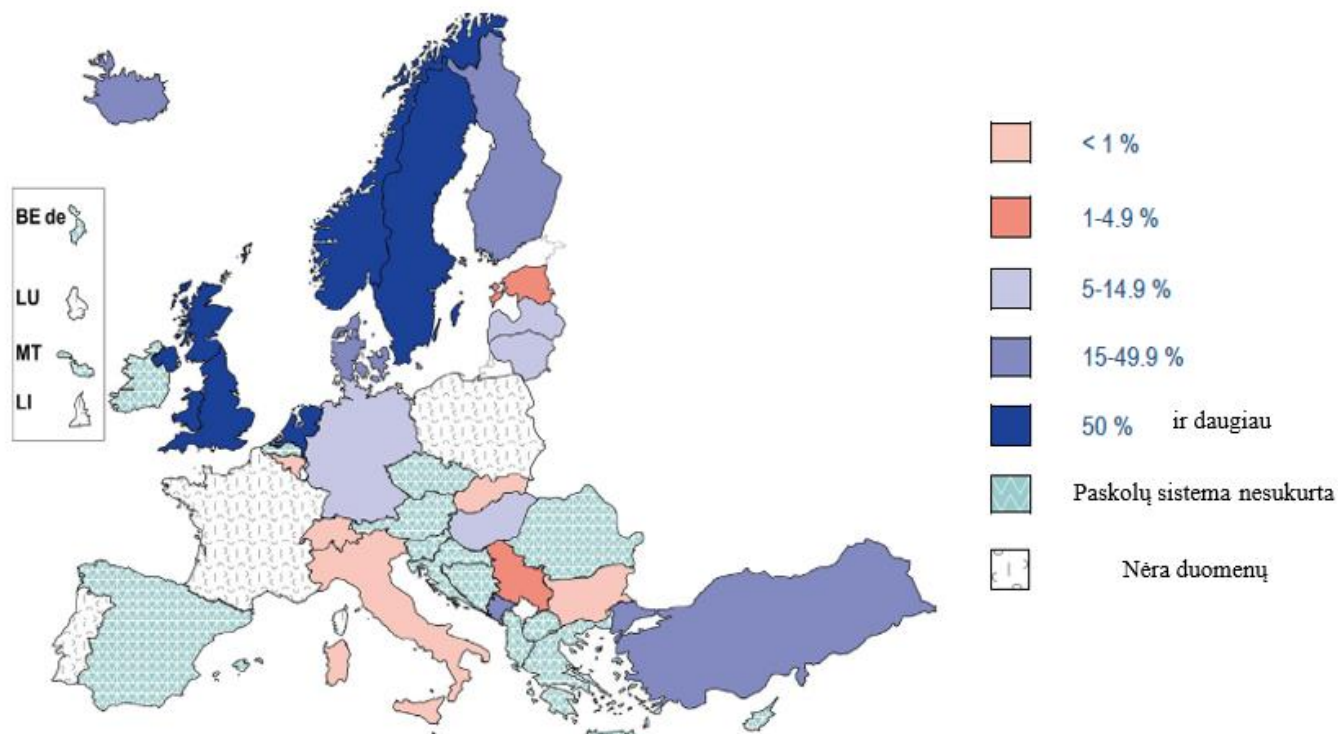 BE de
LU
MT
LI
< 1 %
1-4.9 %
5-14.9 %
15-49.9 %
50 % ir daugiau
Paskolų sistema nesukurta
Nėra duomenų